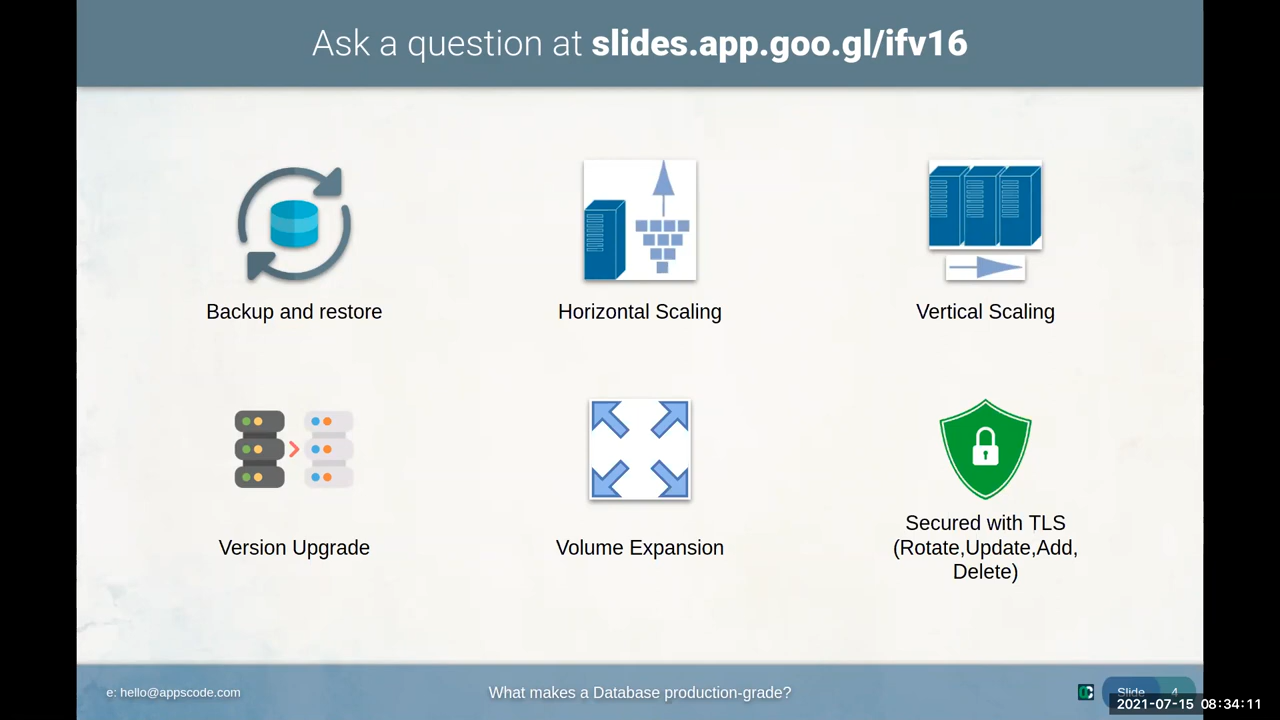 Ask a question at slides.app.goo.gl/ifv16
Backup and restore
Horizontal Scaling
Vertical Scaling
Version Upgrade
Volume Expansion
Secured with TLS
(Rotate,Update,Add,
Delete)
e: hello@appscode.com
What makes a Database production-grade?
Slide 4
2021-07-15 08:34:11